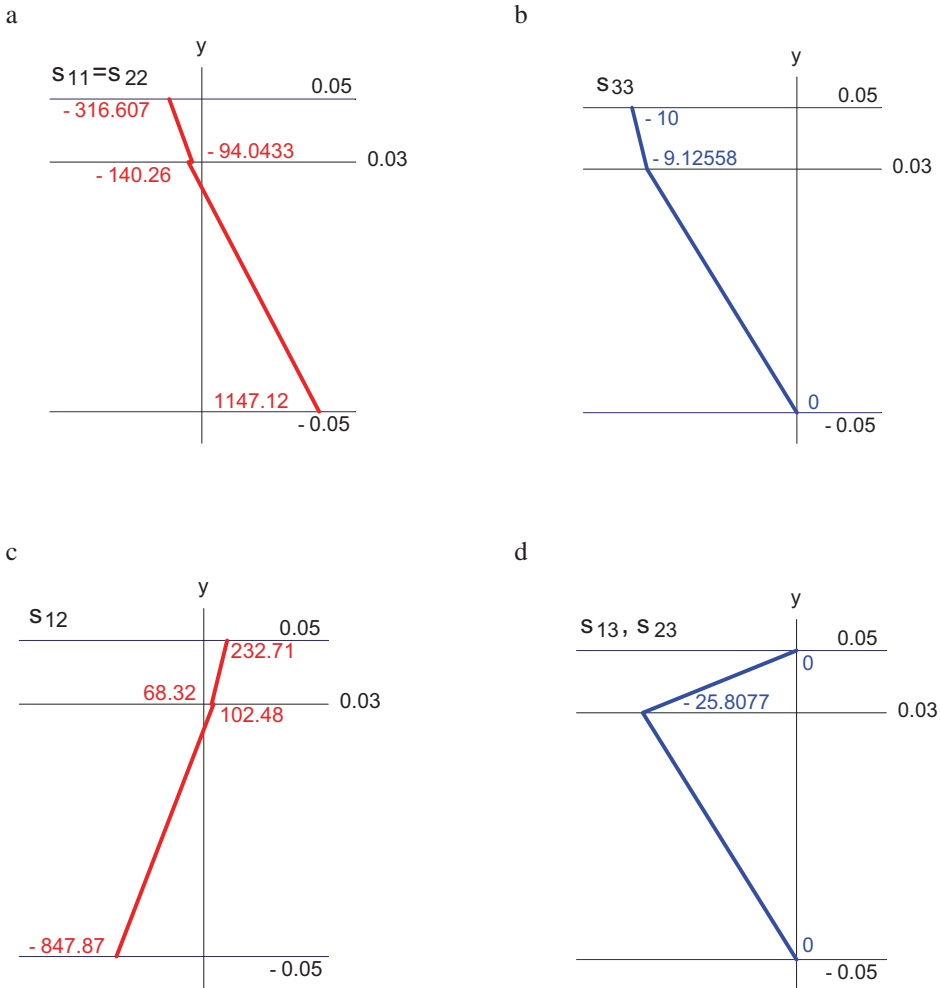 a
y
s11=s22
0.05
- 316.607
- 94.0433
0.03
- 140.26
1147.12
- 0.05
b
y
s33
0.05
- 10
- 9.12558
0.03
0
- 0.05
c
y
s12
0.05
232.71
68.32
0.03
102.48
- 847.87
- 0.05
d
y
s13, s23
0.05
0
- 25.8077
0.03
0
- 0.05